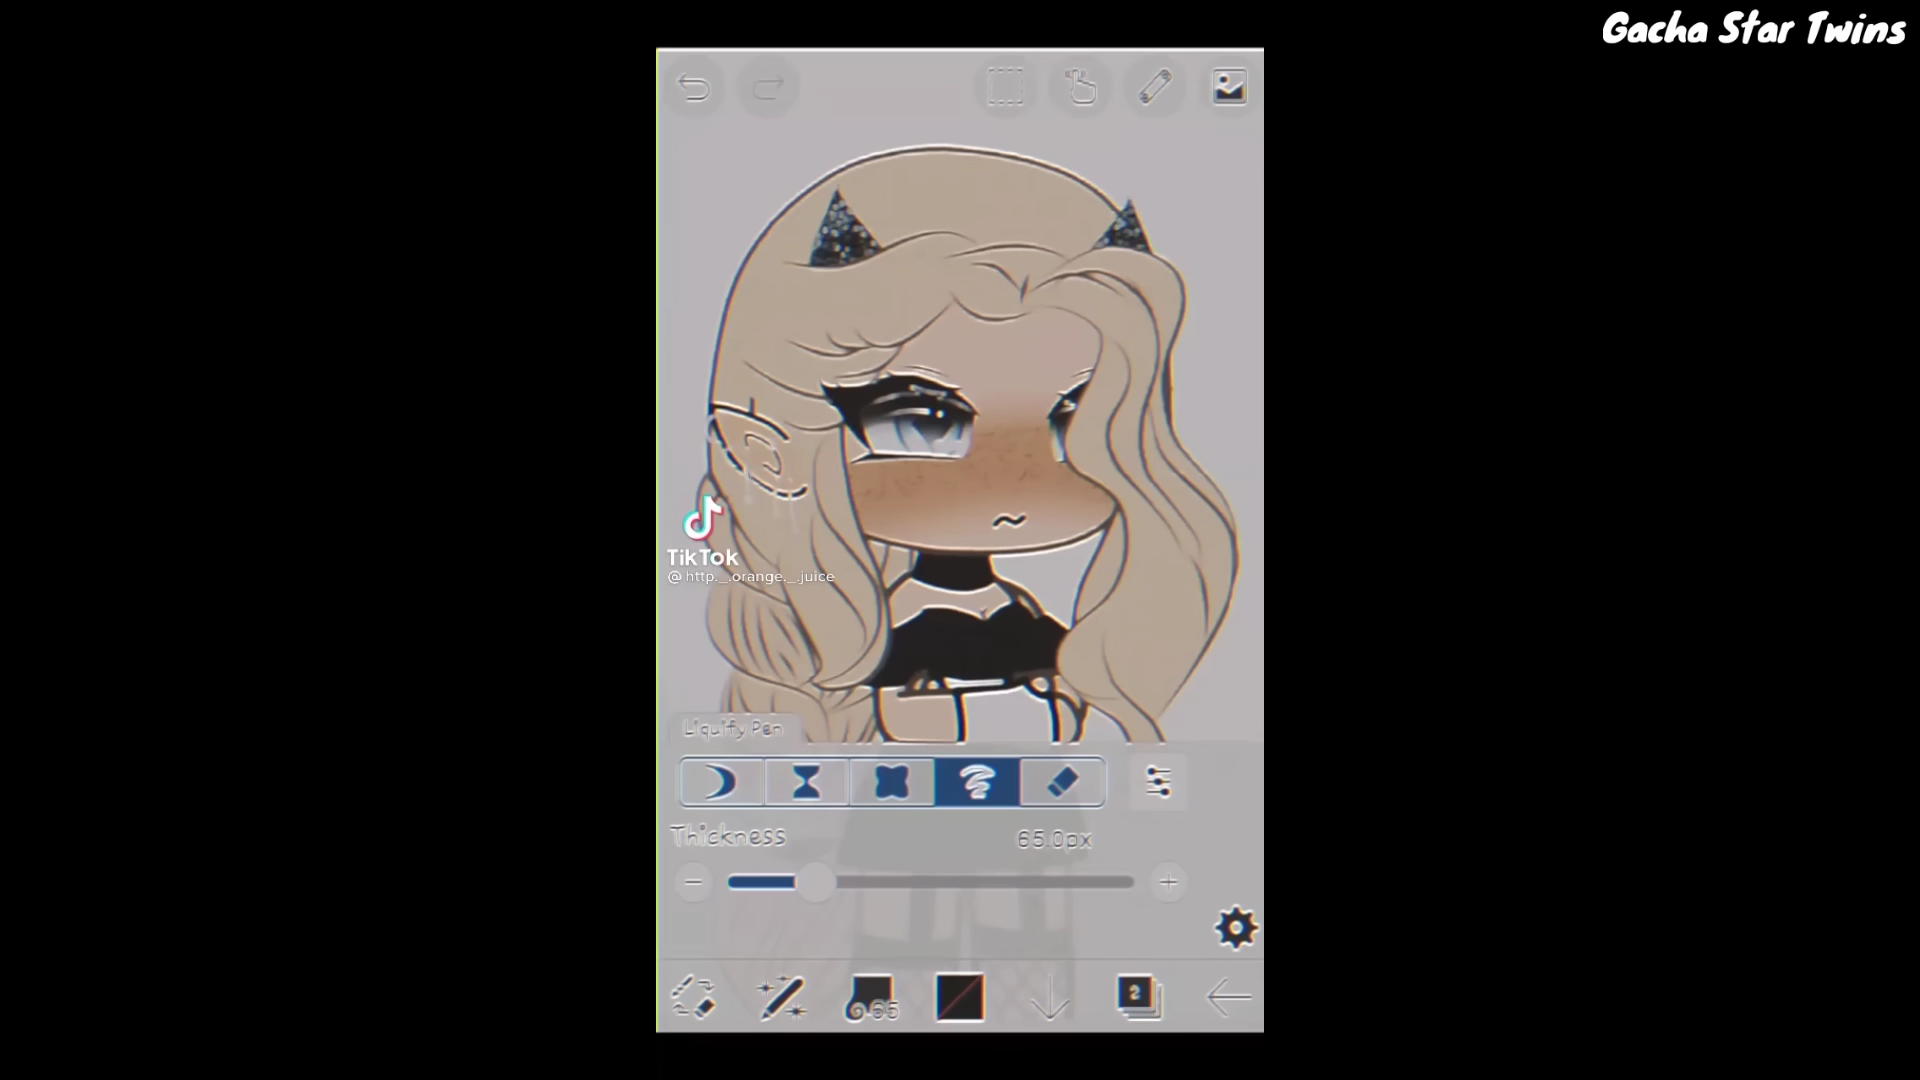 Gacha Star Twins
TikTok
@ http._.orange._.juice
Liquify Pen
Thickness
65.0px
65
2